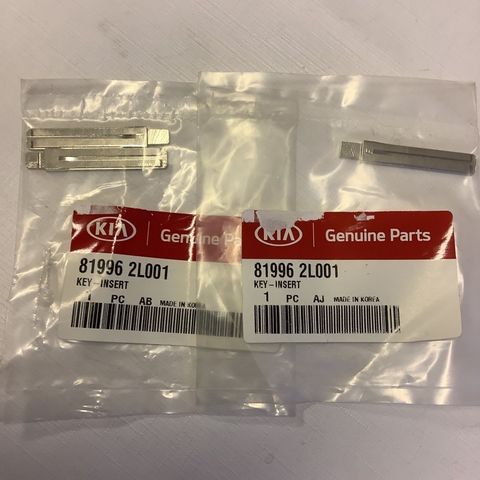 KIA Genuine Parts
81996 2L001
KEY-INSERT
1 PC AB MADE IN KOREA
KIA Genuine Parts
81996 2L001
KEY-INSERT
1 PC AJ MADE IN KOREA